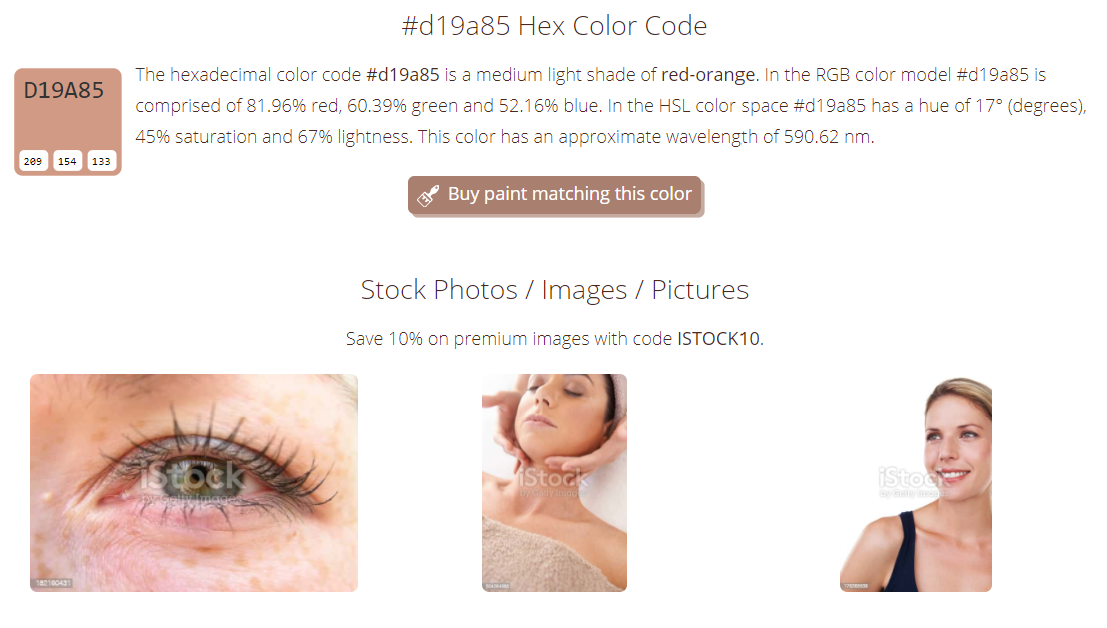 #d19a85 Hex Color Code
D19A85
209 154 133
The hexadecimal color code #d19a85 is a medium light shade of red-orange. In the RGB color model #d19a85 is
comprised of 81.96% red, 60.39% green and 52.16% blue. In the HSL color space #d19a85 has a hue of 17° (degrees),
45% saturation and 67% lightness. This color has an approximate wavelength of 590.62 nm.
Buy paint matching this color
Stock Photos / Images / Pictures
Save 10% on premium images with code ISTOCK10.
iStock
by Getty Images
182160431
iStock
by Getty Images
iStock
by Getty Images